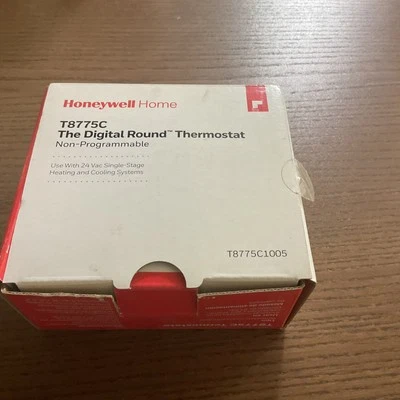 Honeywell Home
T8775C
The Digital Round™ Thermostat
Non-Programmable
Use With 24 Vac Single-Stage
Heating and Cooling Systems
T8775C1005